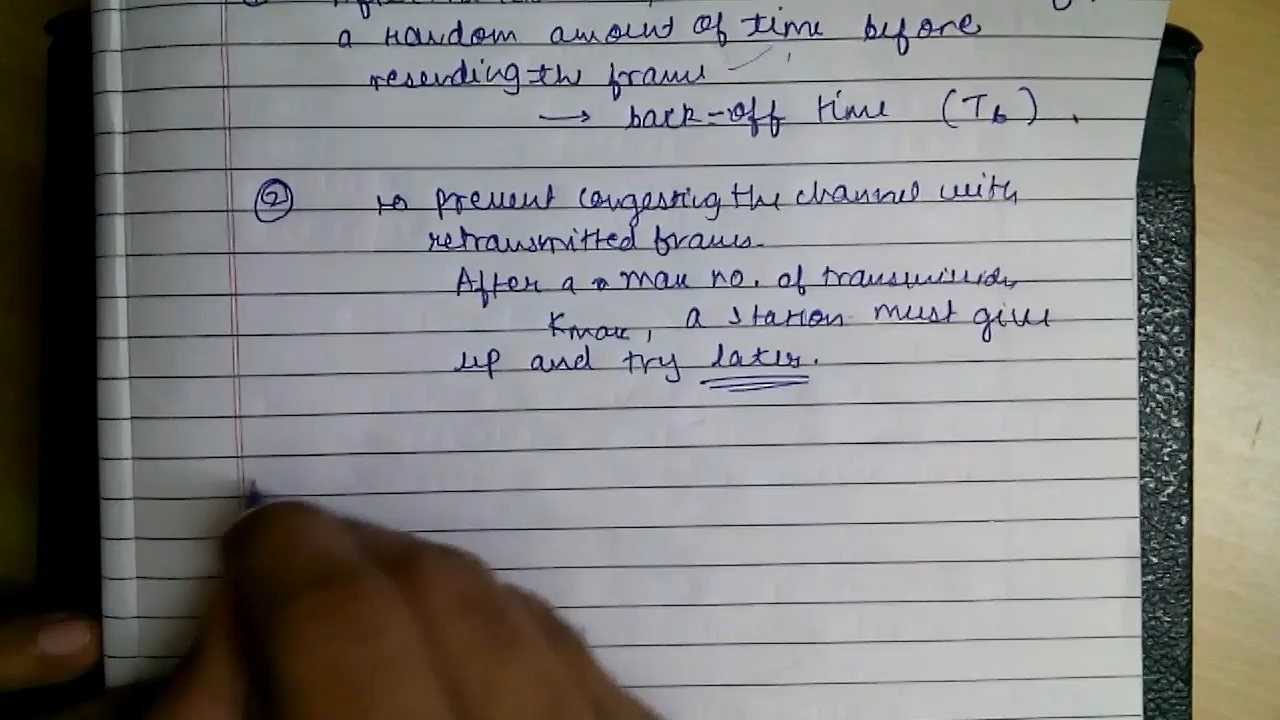 a random amount of time before
resending the frame
→ back-off time (Tb).
② to prevent congesting the channel with
retransmitted frames.
After a max no. of transmission
Kmax, a station must give
up and try later.